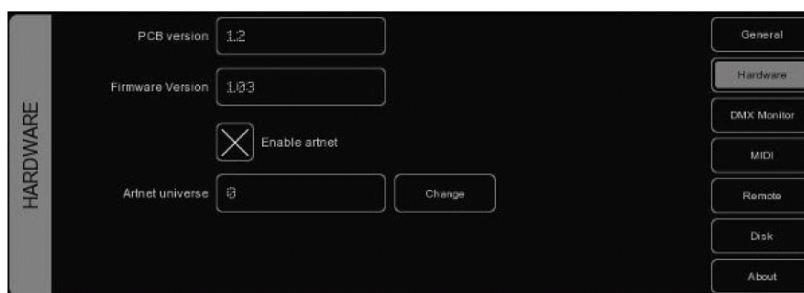 HARDWARE
PCB version 1.2
Firmware Version 1.03
Enable artnet
Artnet universe 0 Change
General
Hardware
DMX Monitor
MIDI
Remote
Disk
About